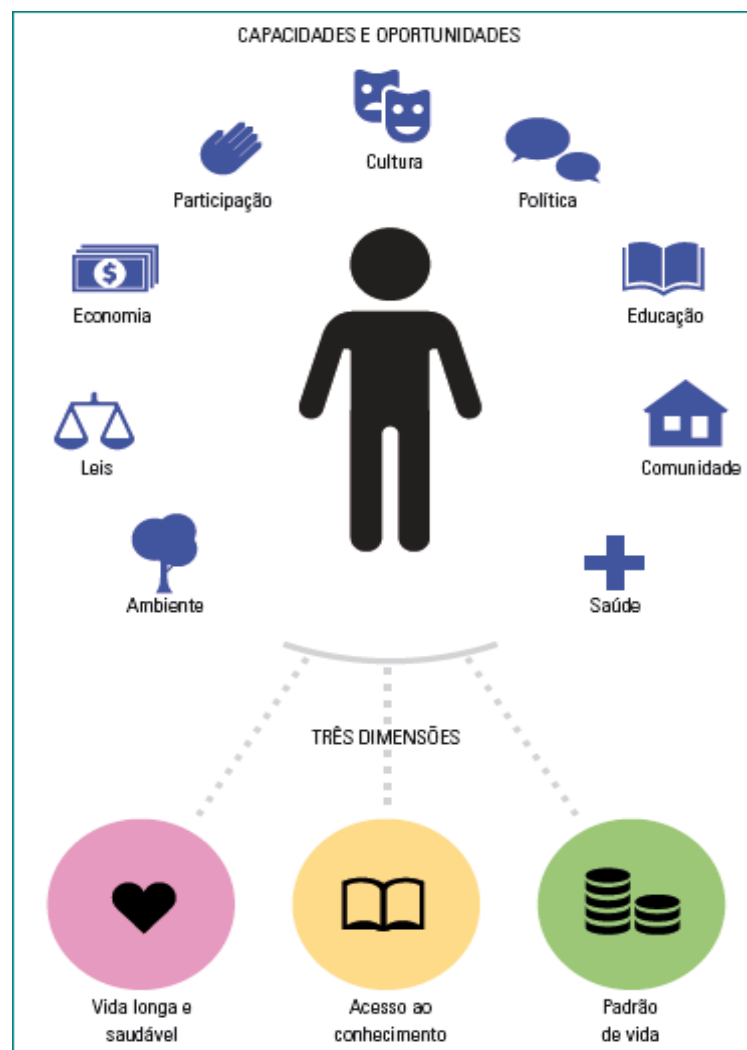 CAPACIDADES E OPORTUNIDADES
Cultura
Participação
Política
Economia
Educação
Leis
Comunidade
Ambiente
Saúde
TRÊS DIMENSÕES
Vida longa e
saudável
Acesso ao
conhecimento
Padrão
de vida